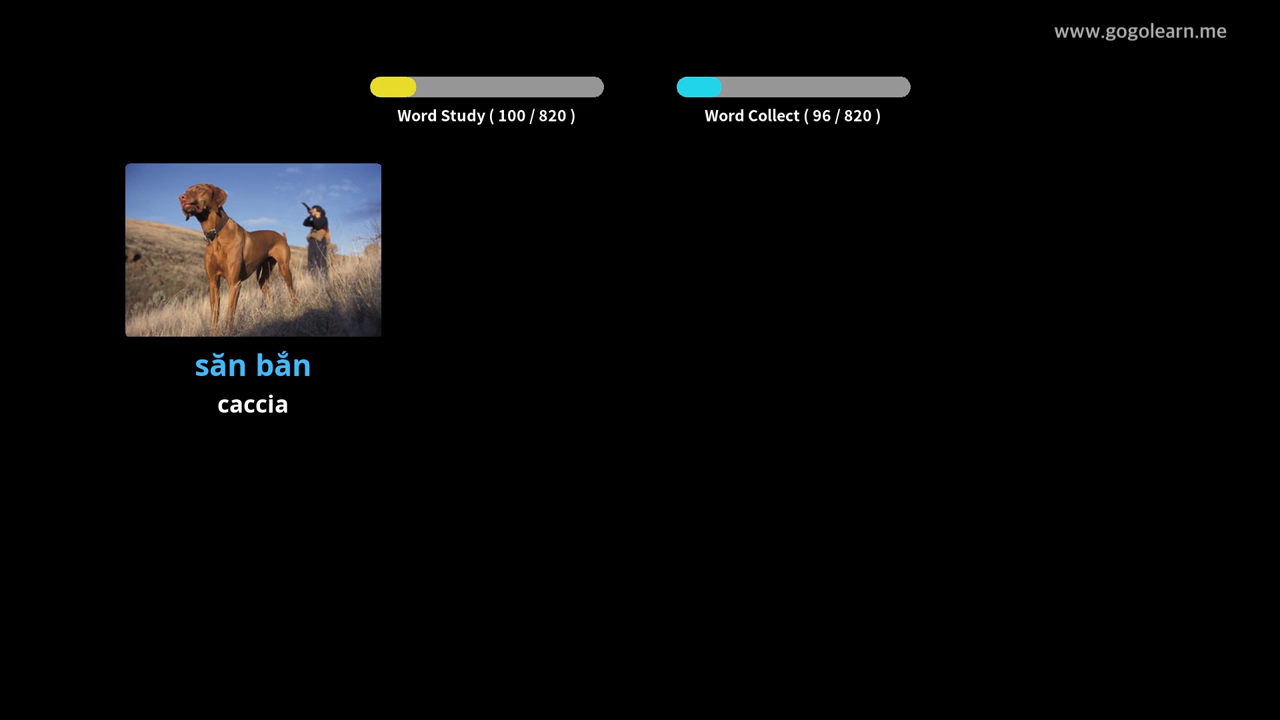 www.gogolearn.me
Word Study ( 100 / 820 )
Word Collect ( 96 / 820 )
săn bắn
caccia